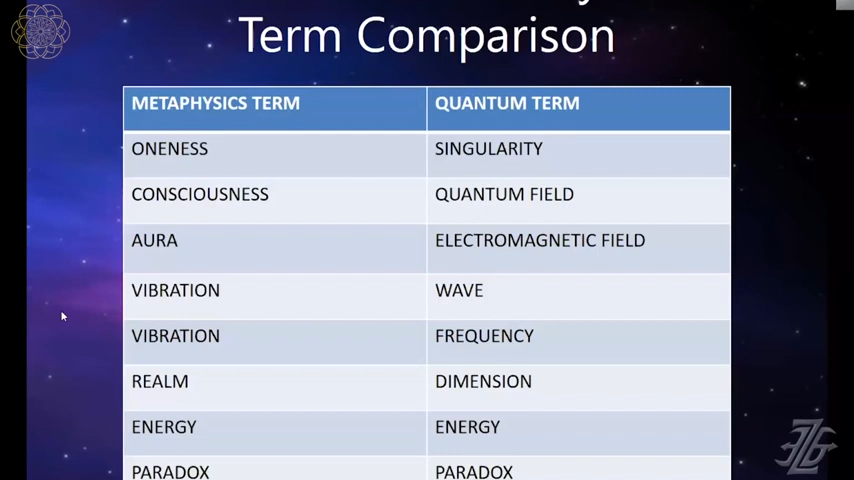 Term Comparison
METAPHYSICS TERM QUANTUM TERM
ONENESS SINGULARITY
CONSCIOUSNESS QUANTUM FIELD
AURA ELECTROMAGNETIC FIELD
VIBRATION WAVE
VIBRATION FREQUENCY
REALM DIMENSION
ENERGY ENERGY
PARADOX PARADOX